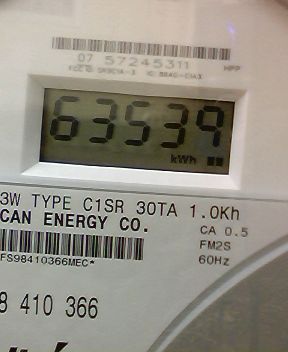 07 57245311
HPP
63539
kWh
3W TYPE C1SR 30TA 1.0Kh
CAN ENERGY CO.
CA 0.5
FM2S
60Hz
*FS98410366MEC*
8 410 366